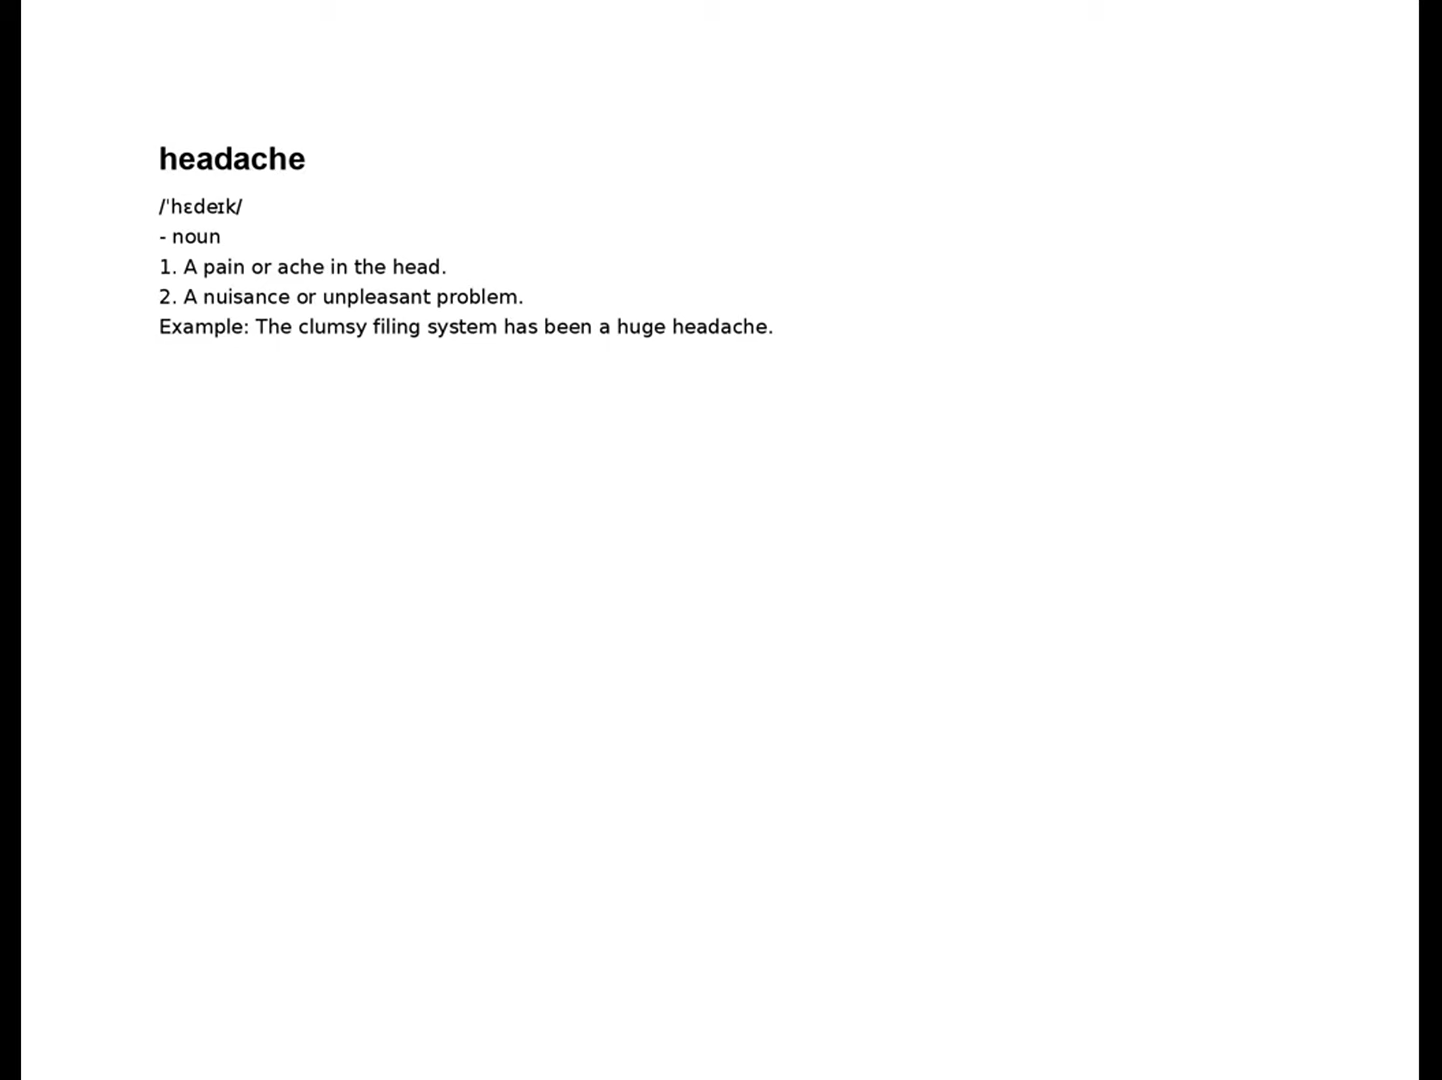 headache
/ˈhɛdeɪk/
- noun
1. A pain or ache in the head.
2. A nuisance or unpleasant problem.
Example: The clumsy filing system has been a huge headache.